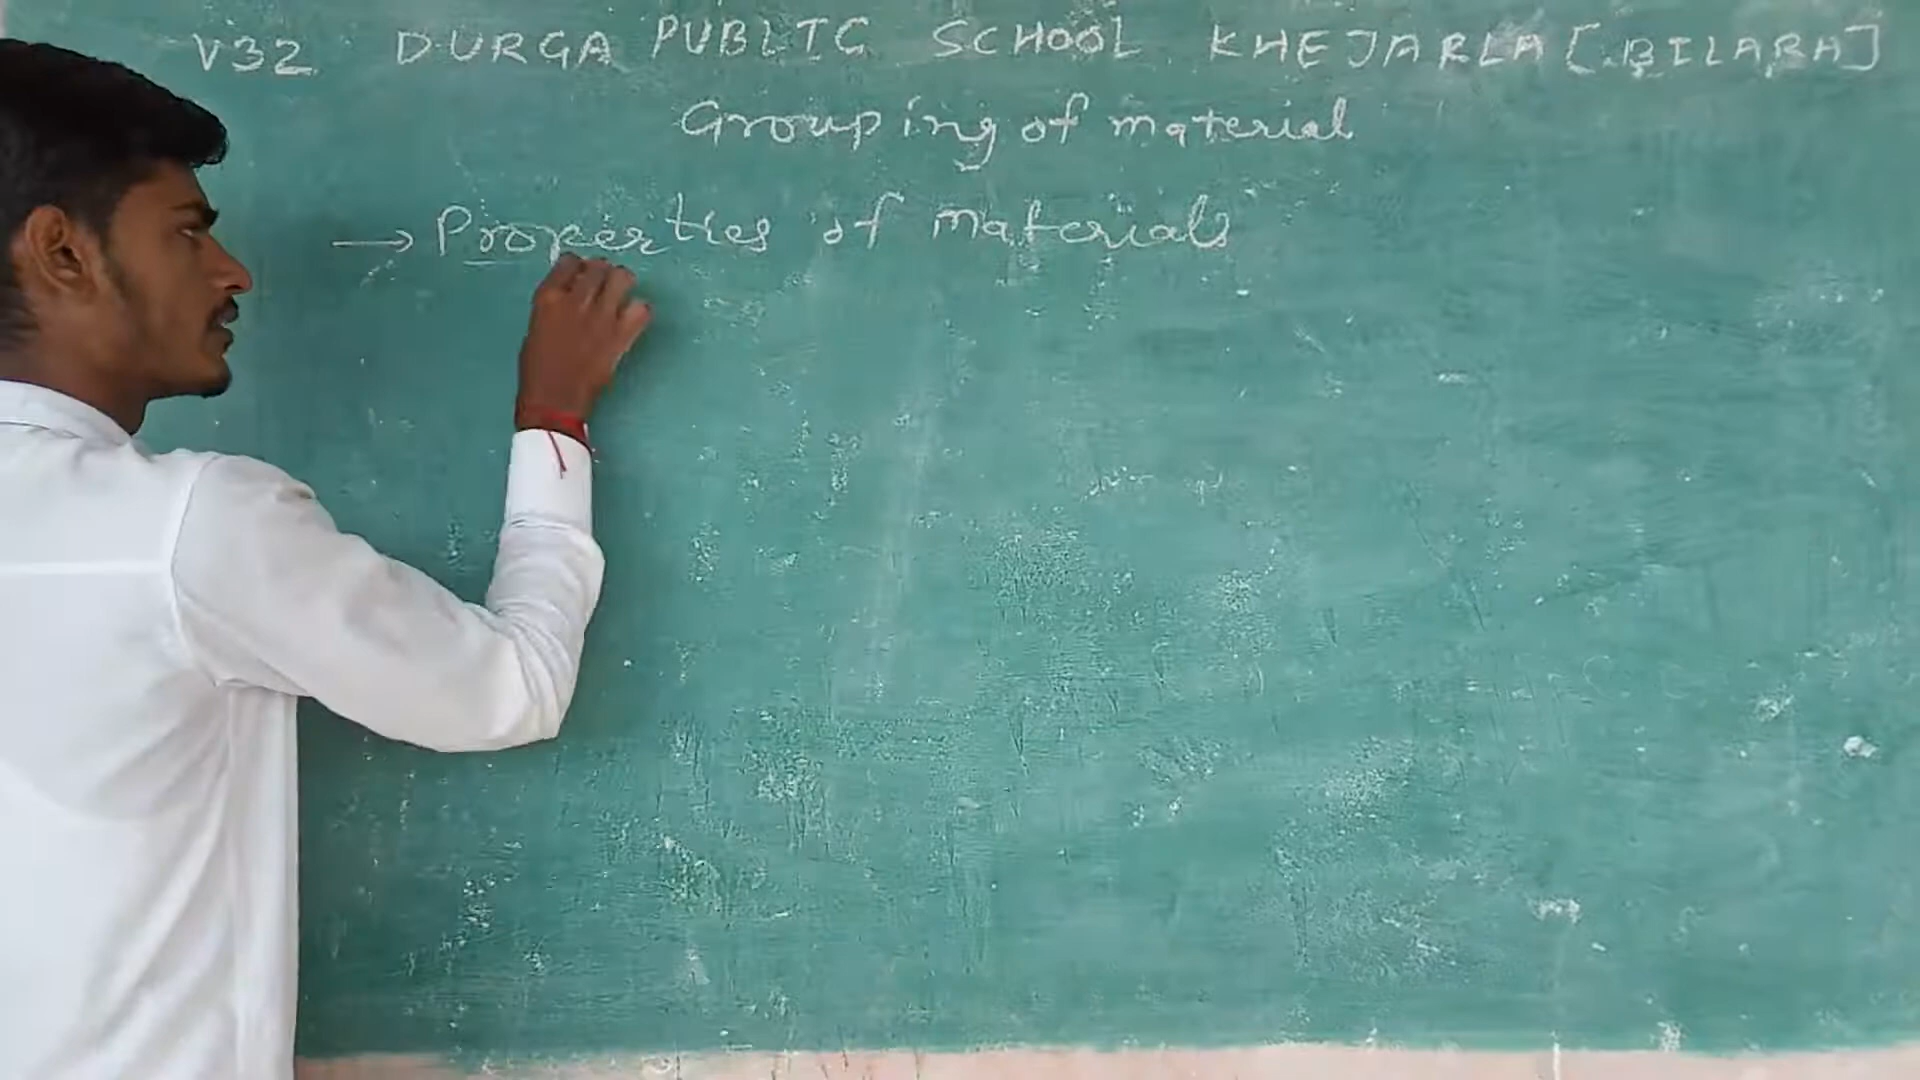 V32 DURGA PUBLIC SCHOOL KHEJARLA [BILARA]
Grouping of material
→ Properties of Materials